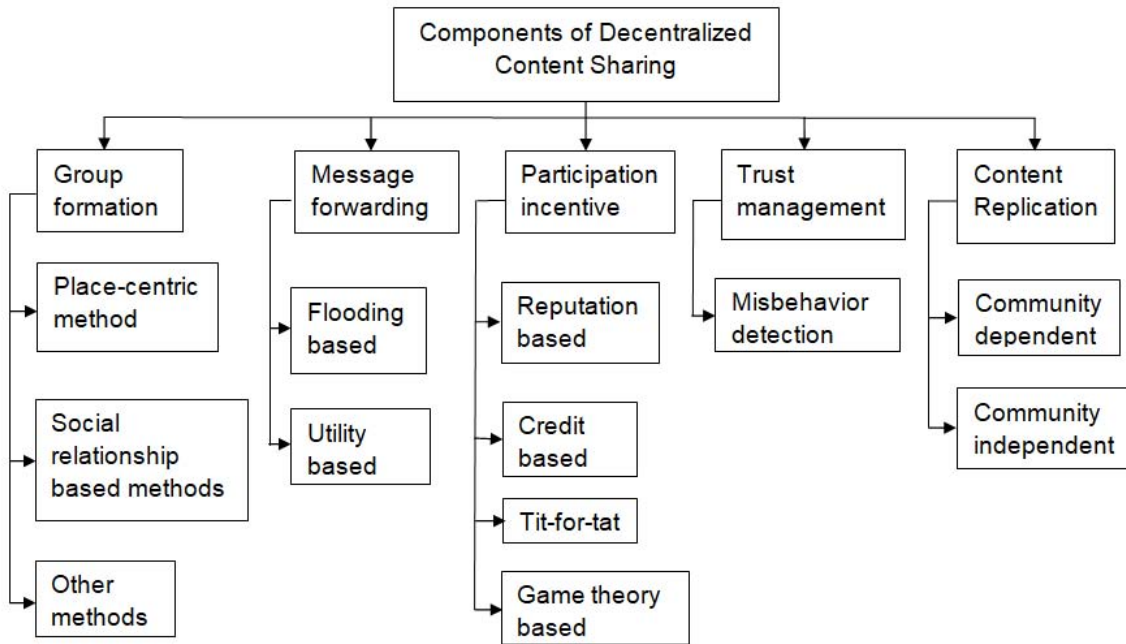 Components of Decentralized
Content Sharing
Group
formation
Message
forwarding
Participation
incentive
Trust
management
Content
Replication
Place-centric
method
Flooding
based
Reputation
based
Misbehavior
detection
Community
dependent
Social
relationship
based methods
Utility
based
Credit
based
Community
independent
Tit-for-tat
Other
methods
Game theory
based